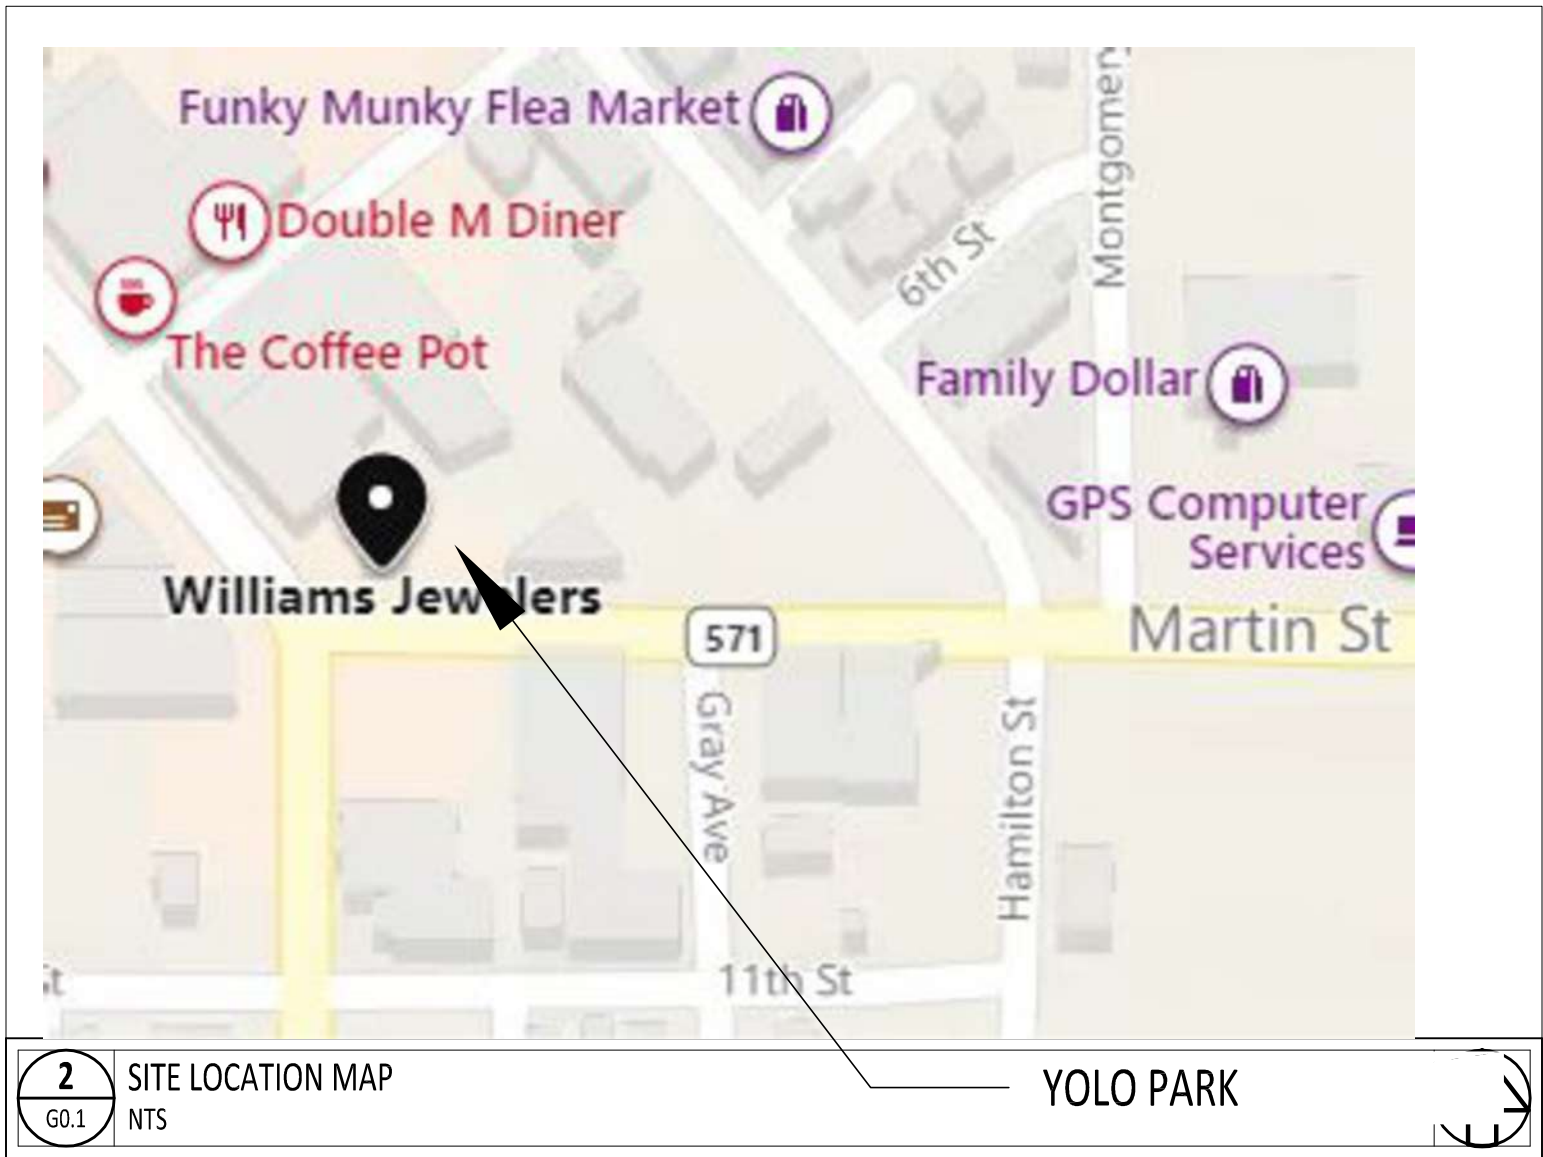 Funky Munky Flea Market
Montgomery
Double M Diner
6th St
The Coffee Pot
Family Dollar
GPS Computer
Services
Williams Jewelers
571
Martin St
Gray Ave
Hamilton St
11th St
St
2
G0.1
SITE LOCATION MAP
NTS
YOLO PARK